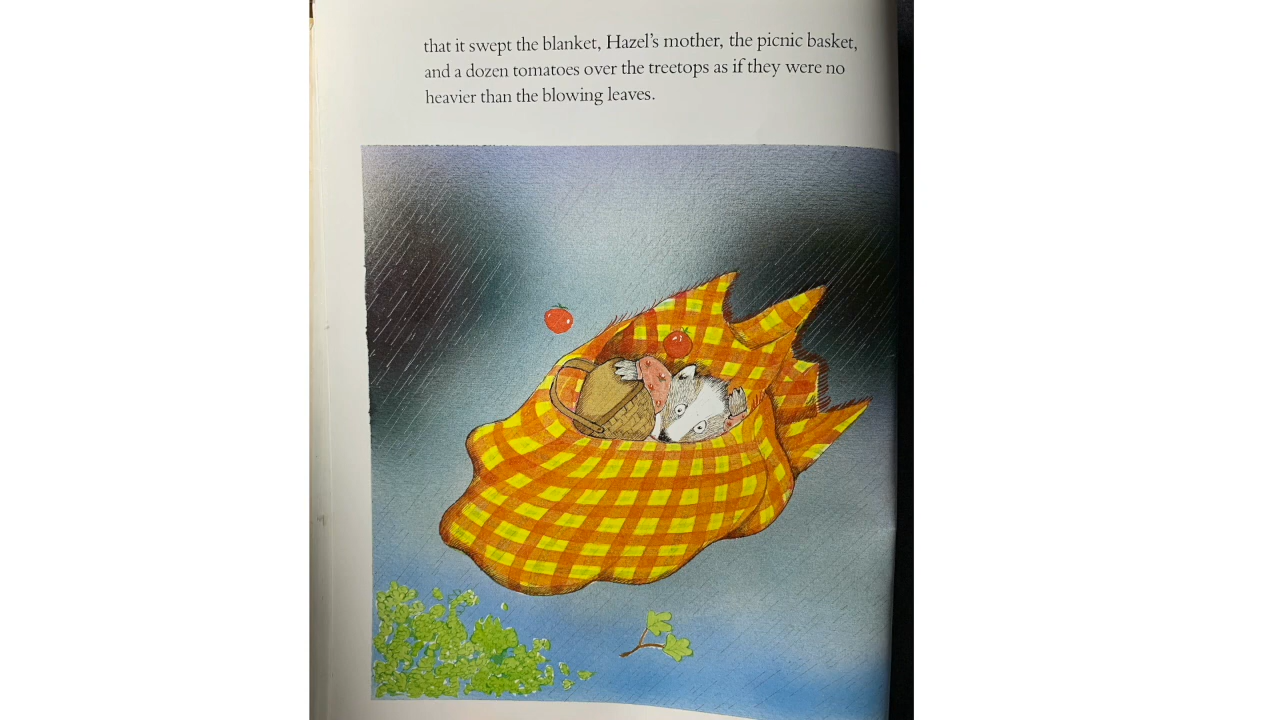 that it swept the blanket, Hazel's mother, the picnic basket,
and a dozen tomatoes over the treetops as if they were no
heavier than the blowing leaves.